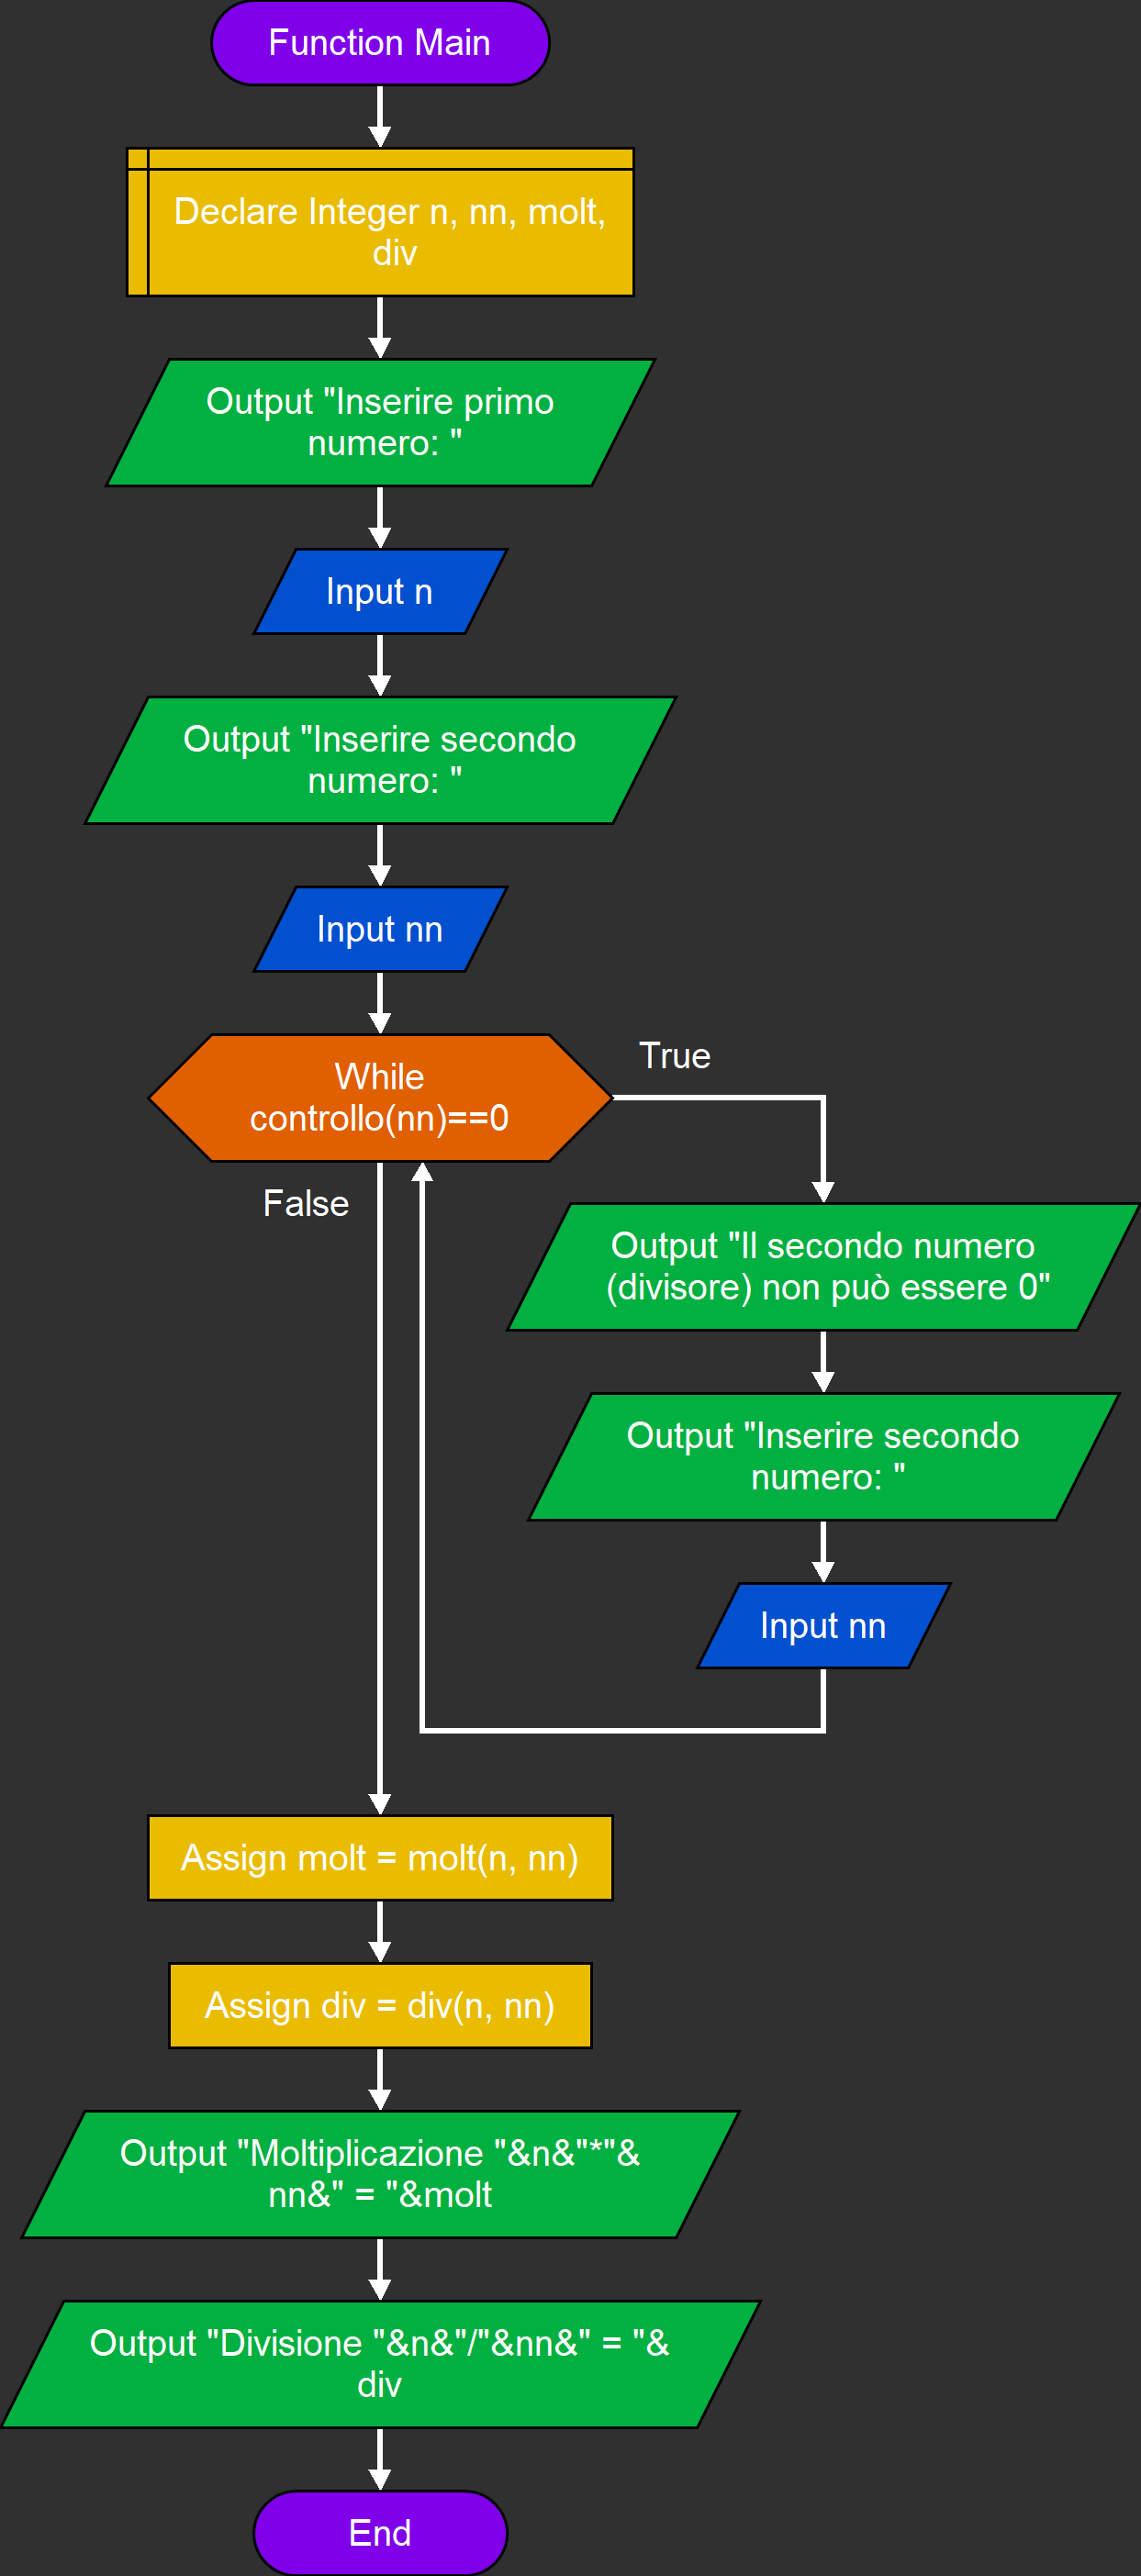 Function Main
Declare Integer n, nn, molt,
div
Output "Inserire primo
numero: "
Input n
Output "Inserire secondo
numero: "
Input nn
While
controllo(nn)==0
True
False
Output "Il secondo numero
(divisore) non può essere 0"
Output "Inserire secondo
numero: "
Input nn
Assign molt = molt(n, nn)
Assign div = div(n, nn)
Output "Moltiplicazione "&n&"*"&
nn&" = "&molt
Output "Divisione "&n&"/"&nn&" = "&
div
End